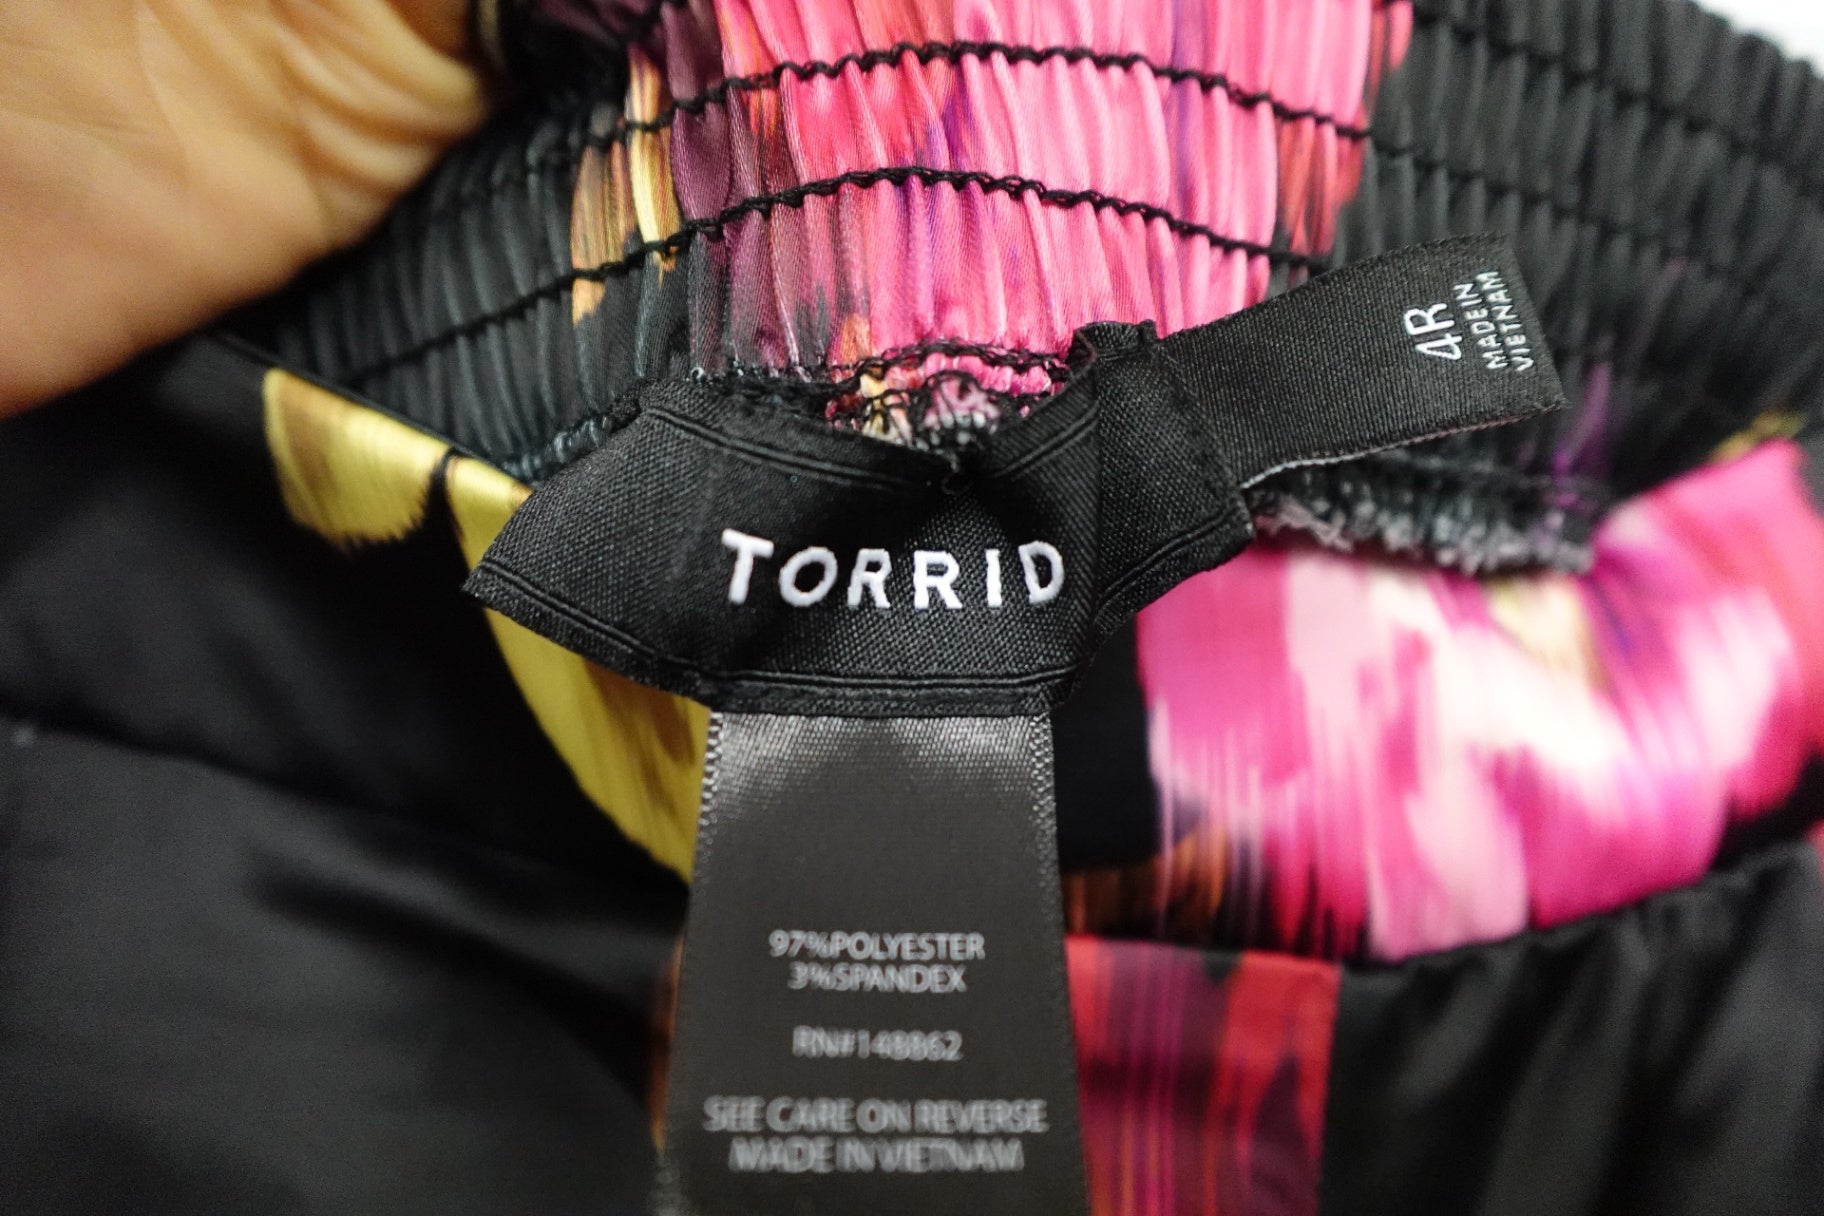 4R
MADE IN
VIETNAM
TORRID
97%POLYESTER
3%SPANDEX
RN#148862
SEE CARE ON REVERSE
MADE IN VIETNAM